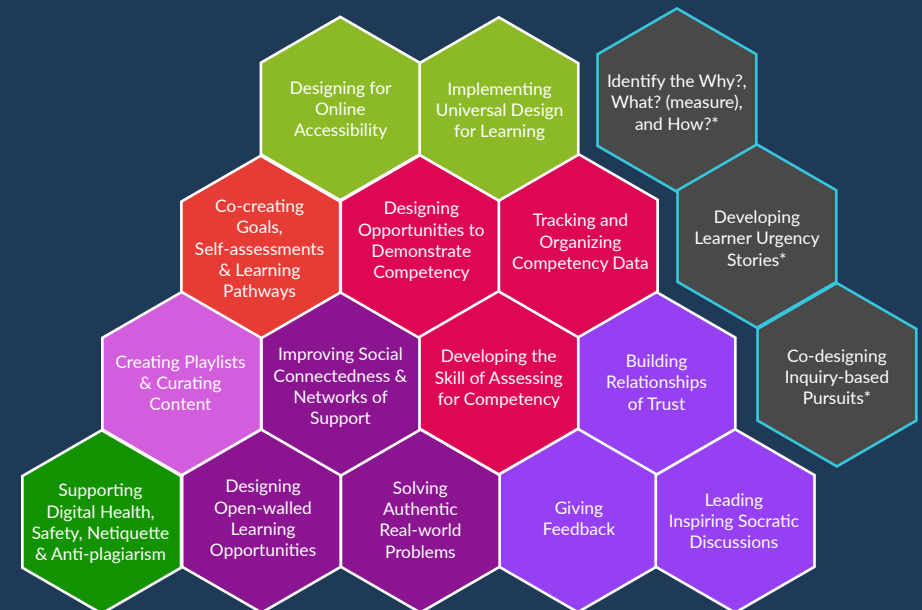 Designing for
Online
Accessibility
Implementing
Universal Design
for Learning
Identify the Why?,
What? (measure),
and How?*
Co-creating
Goals,
Self-assessments
& Learning
Pathways
Designing
Opportunities to
Demonstrate
Competency
Tracking and
Organizing
Competency Data
Developing
Learner Urgency
Stories*
Creating Playlists
& Curating
Content
Improving Social
Connectedness &
Networks of
Support
Developing the
Skill of Assessing
for Competency
Building
Relationships
of Trust
Co-designing
Inquiry-based
Pursuits*
Supporting
Digital Health,
Safety, Netiquette
& Anti-plagiarism
Designing
Open-walled
Learning
Opportunities
Solving
Authentic
Real-world
Problems
Giving
Feedback
Leading
Inspiring Socratic
Discussions